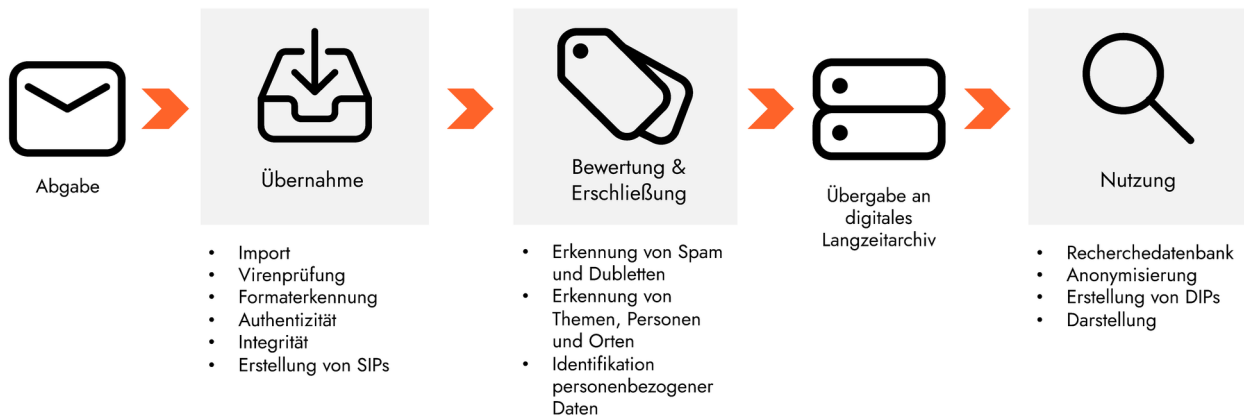 Abgabe
Übernahme
• Import
• Virenprüfung
• Formaterkennung
• Authentizität
• Integrität
• Erstellung von SIPs
Bewertung &
Erschließung
• Erkennung von Spam
und Dubletten
• Erkennung von
Themen, Personen
und Orten
• Identifikation
personenbezogener
Daten
Übergabe an
digitales
Langzeitarchiv
Nutzung
• Recherchedatenbank
• Anonymisierung
• Erstellung von DIPs
• Darstellung